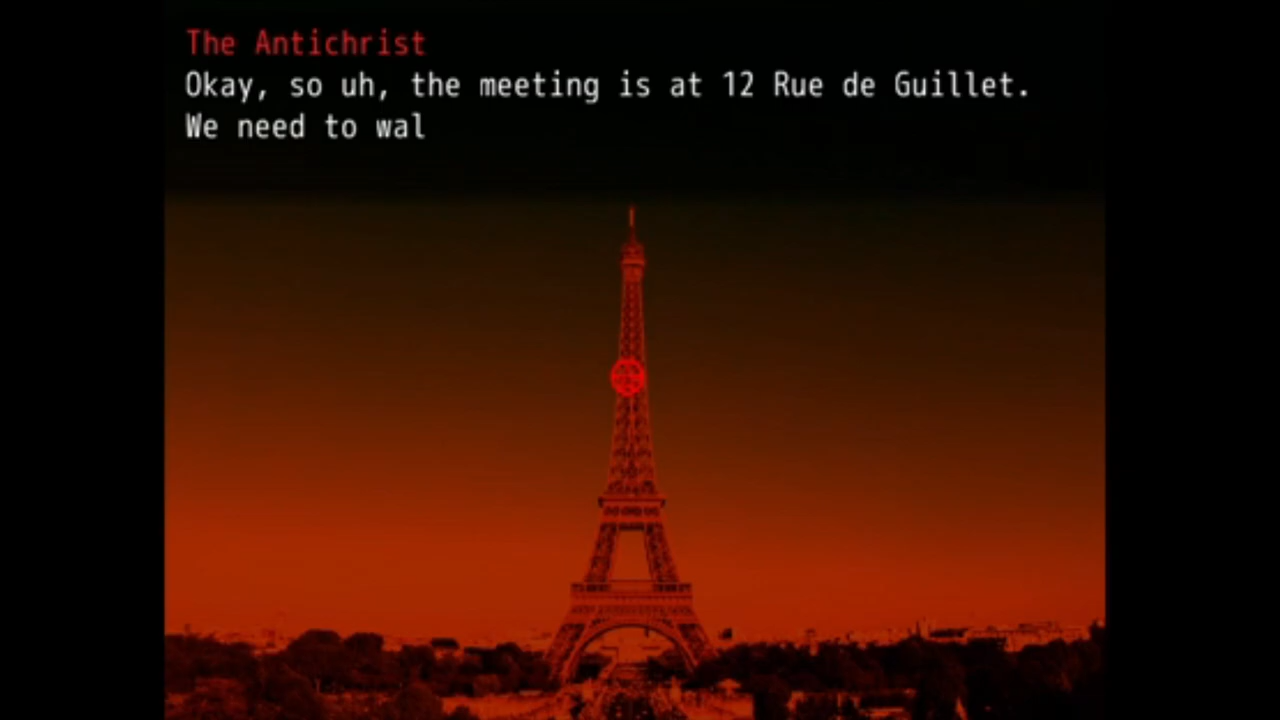 The Antichrist
Okay, so uh, the meeting is at 12 Rue de Guillet.
We need to wal